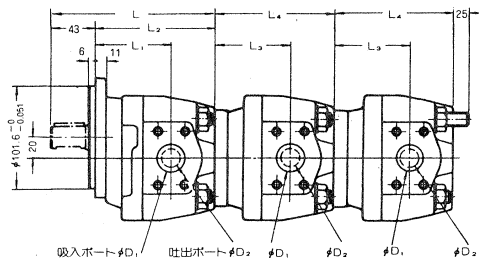 L
L₄
L₄
25
43
L₂
6
11
L₁
L₃
L₃
φ101.6 ⁻⁰₋₀.₀₅₁
20
吸入ポートφD₁
吐出ポートφD₂
φD₁
φD₂
φD₁
φD₂